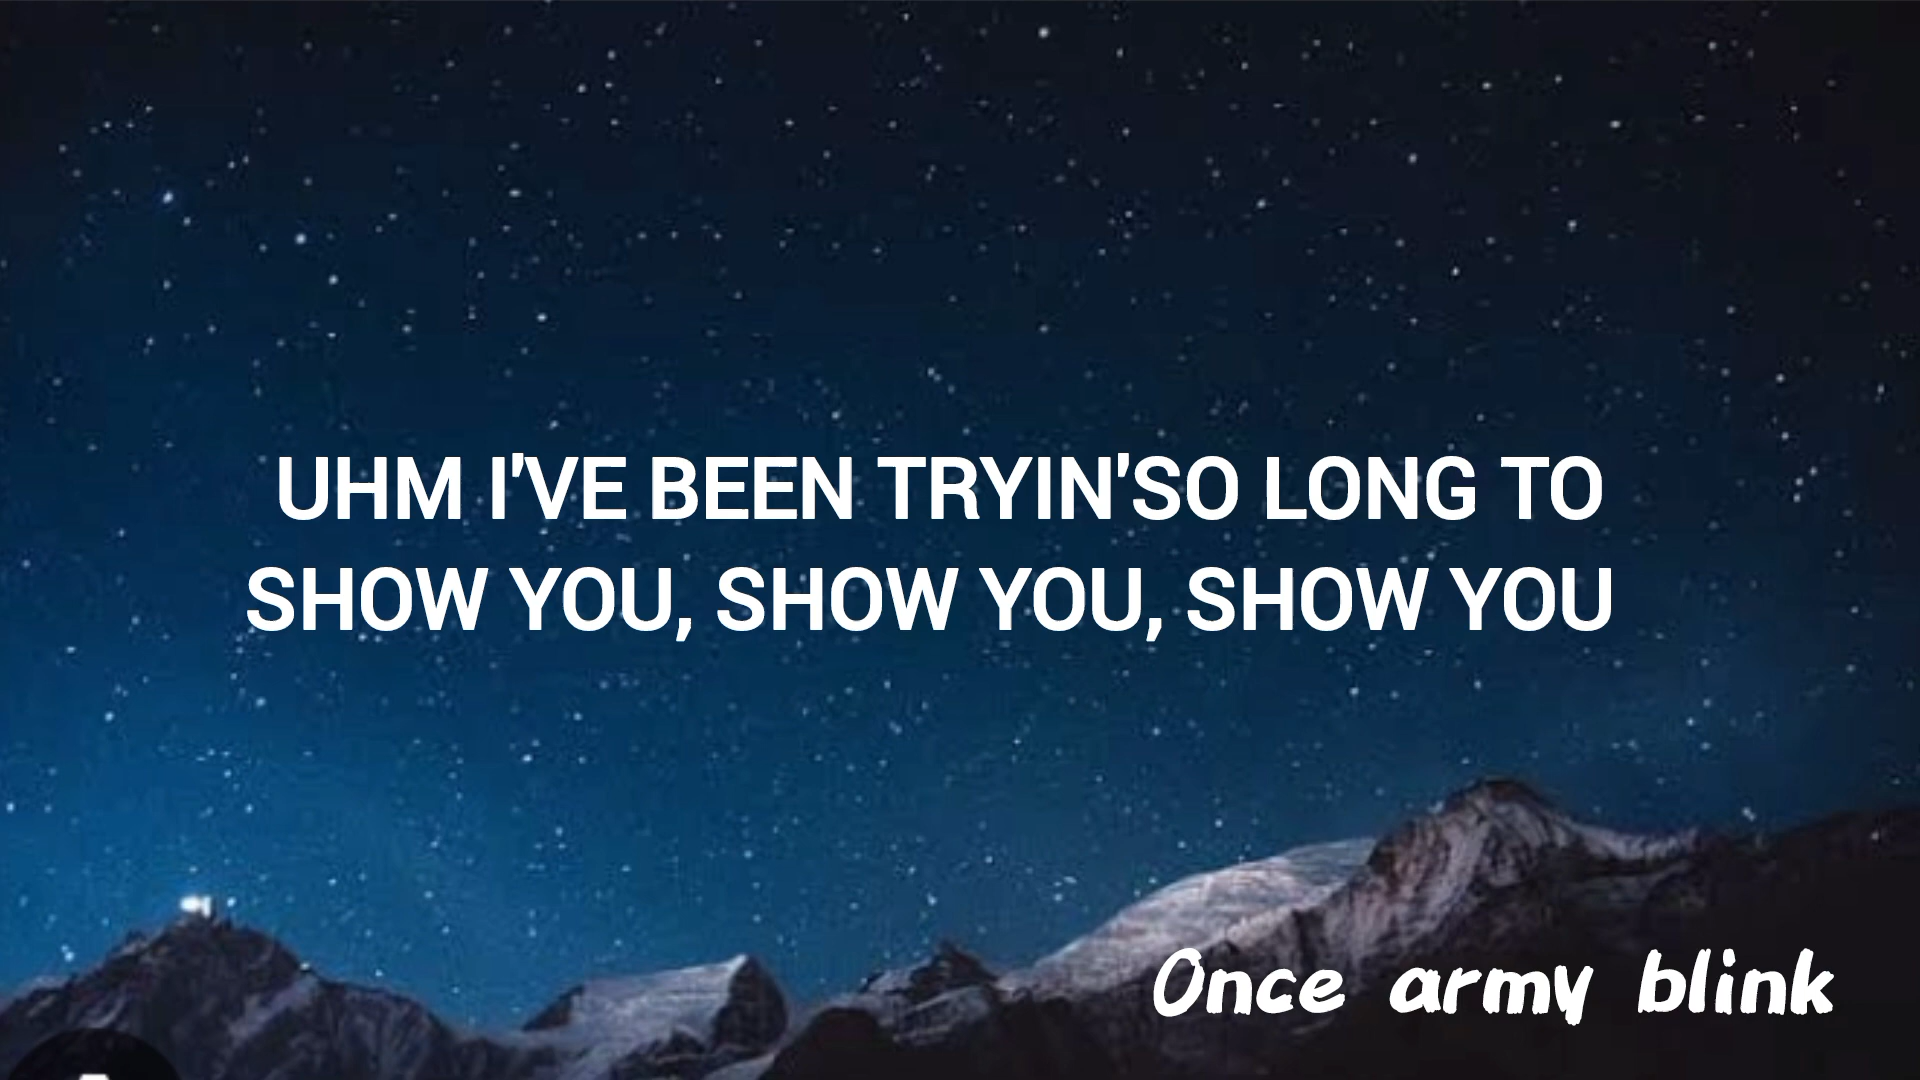 UHM I'VE BEEN TRYIN'SO LONG TO
SHOW YOU, SHOW YOU, SHOW YOU
Once army blink